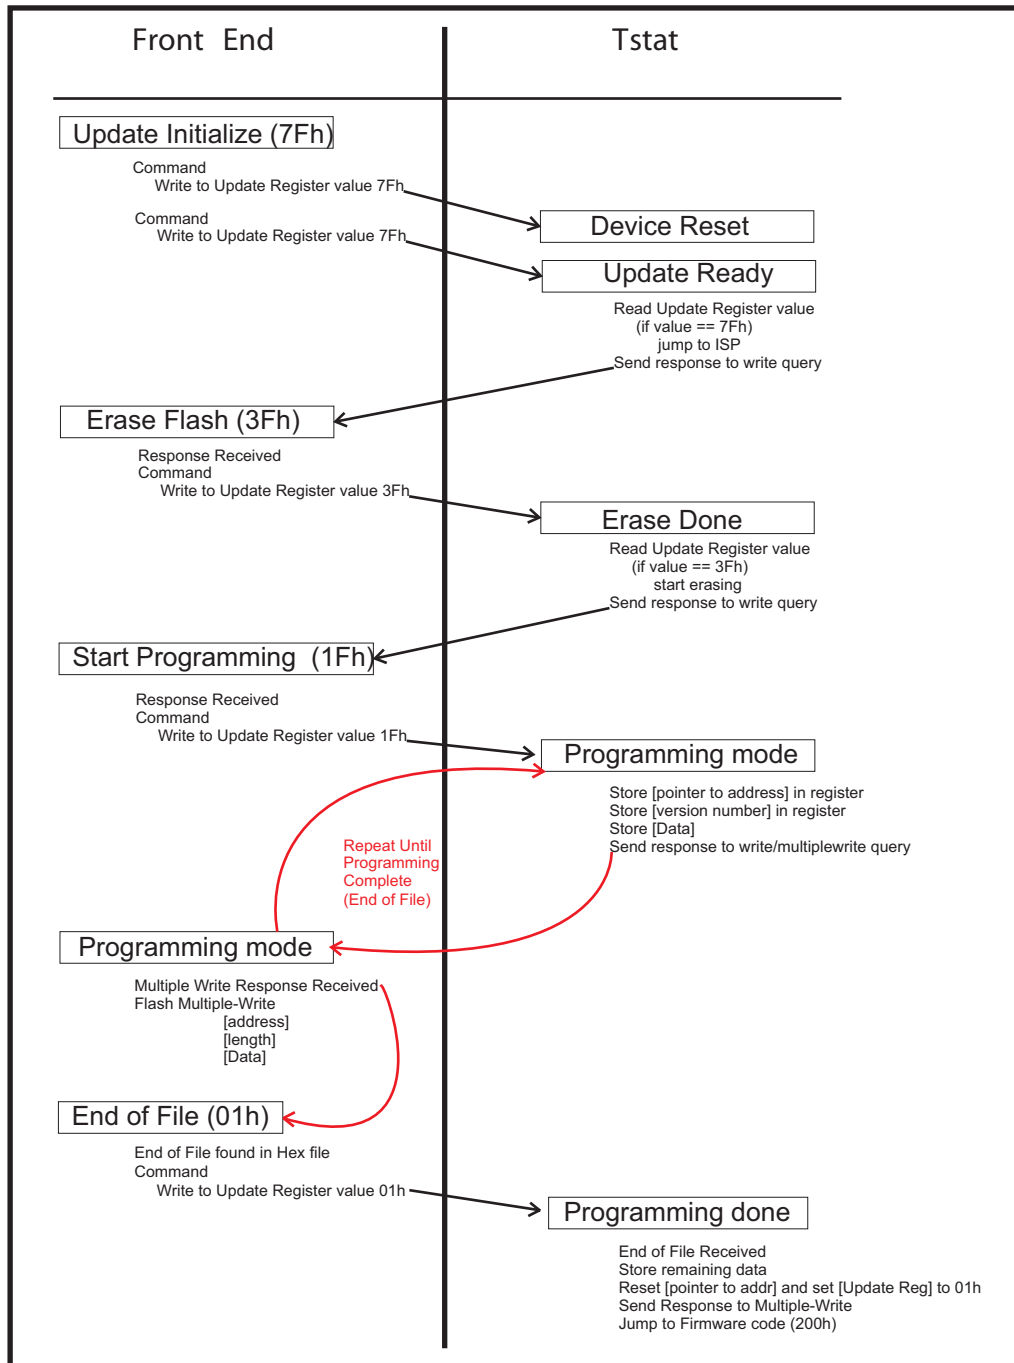 Front End
Tstat
Update Initialize (7Fh)
Command
Write to Update Register value 7Fh
Command
Write to Update Register value 7Fh
Device Reset
Update Ready
Read Update Register value
(if value == 7Fh)
jump to ISP
Send response to write query
Erase Flash (3Fh)
Response Received
Command
Write to Update Register value 3Fh
Erase Done
Read Update Register value
(if value == 3Fh)
start erasing
Send response to write query
Start Programming (1Fh)
Response Received
Command
Write to Update Register value 1Fh
Programming mode
Store [pointer to address] in register
Store [version number] in register
Store [Data]
Send response to write/multiplewrite query
Repeat Until
Programming
Complete
(End of File)
Programming mode
Multiple Write Response Received
Flash Multiple-Write
[address]
[length]
[Data]
End of File (01h)
End of File found in Hex file
Command
Write to Update Register value 01h
Programming done
End of File Received
Store remaining data
Reset [pointer to addr] and set [Update Reg] to 01h
Send Response to Multiple-Write
Jump to Firmware code (200h)